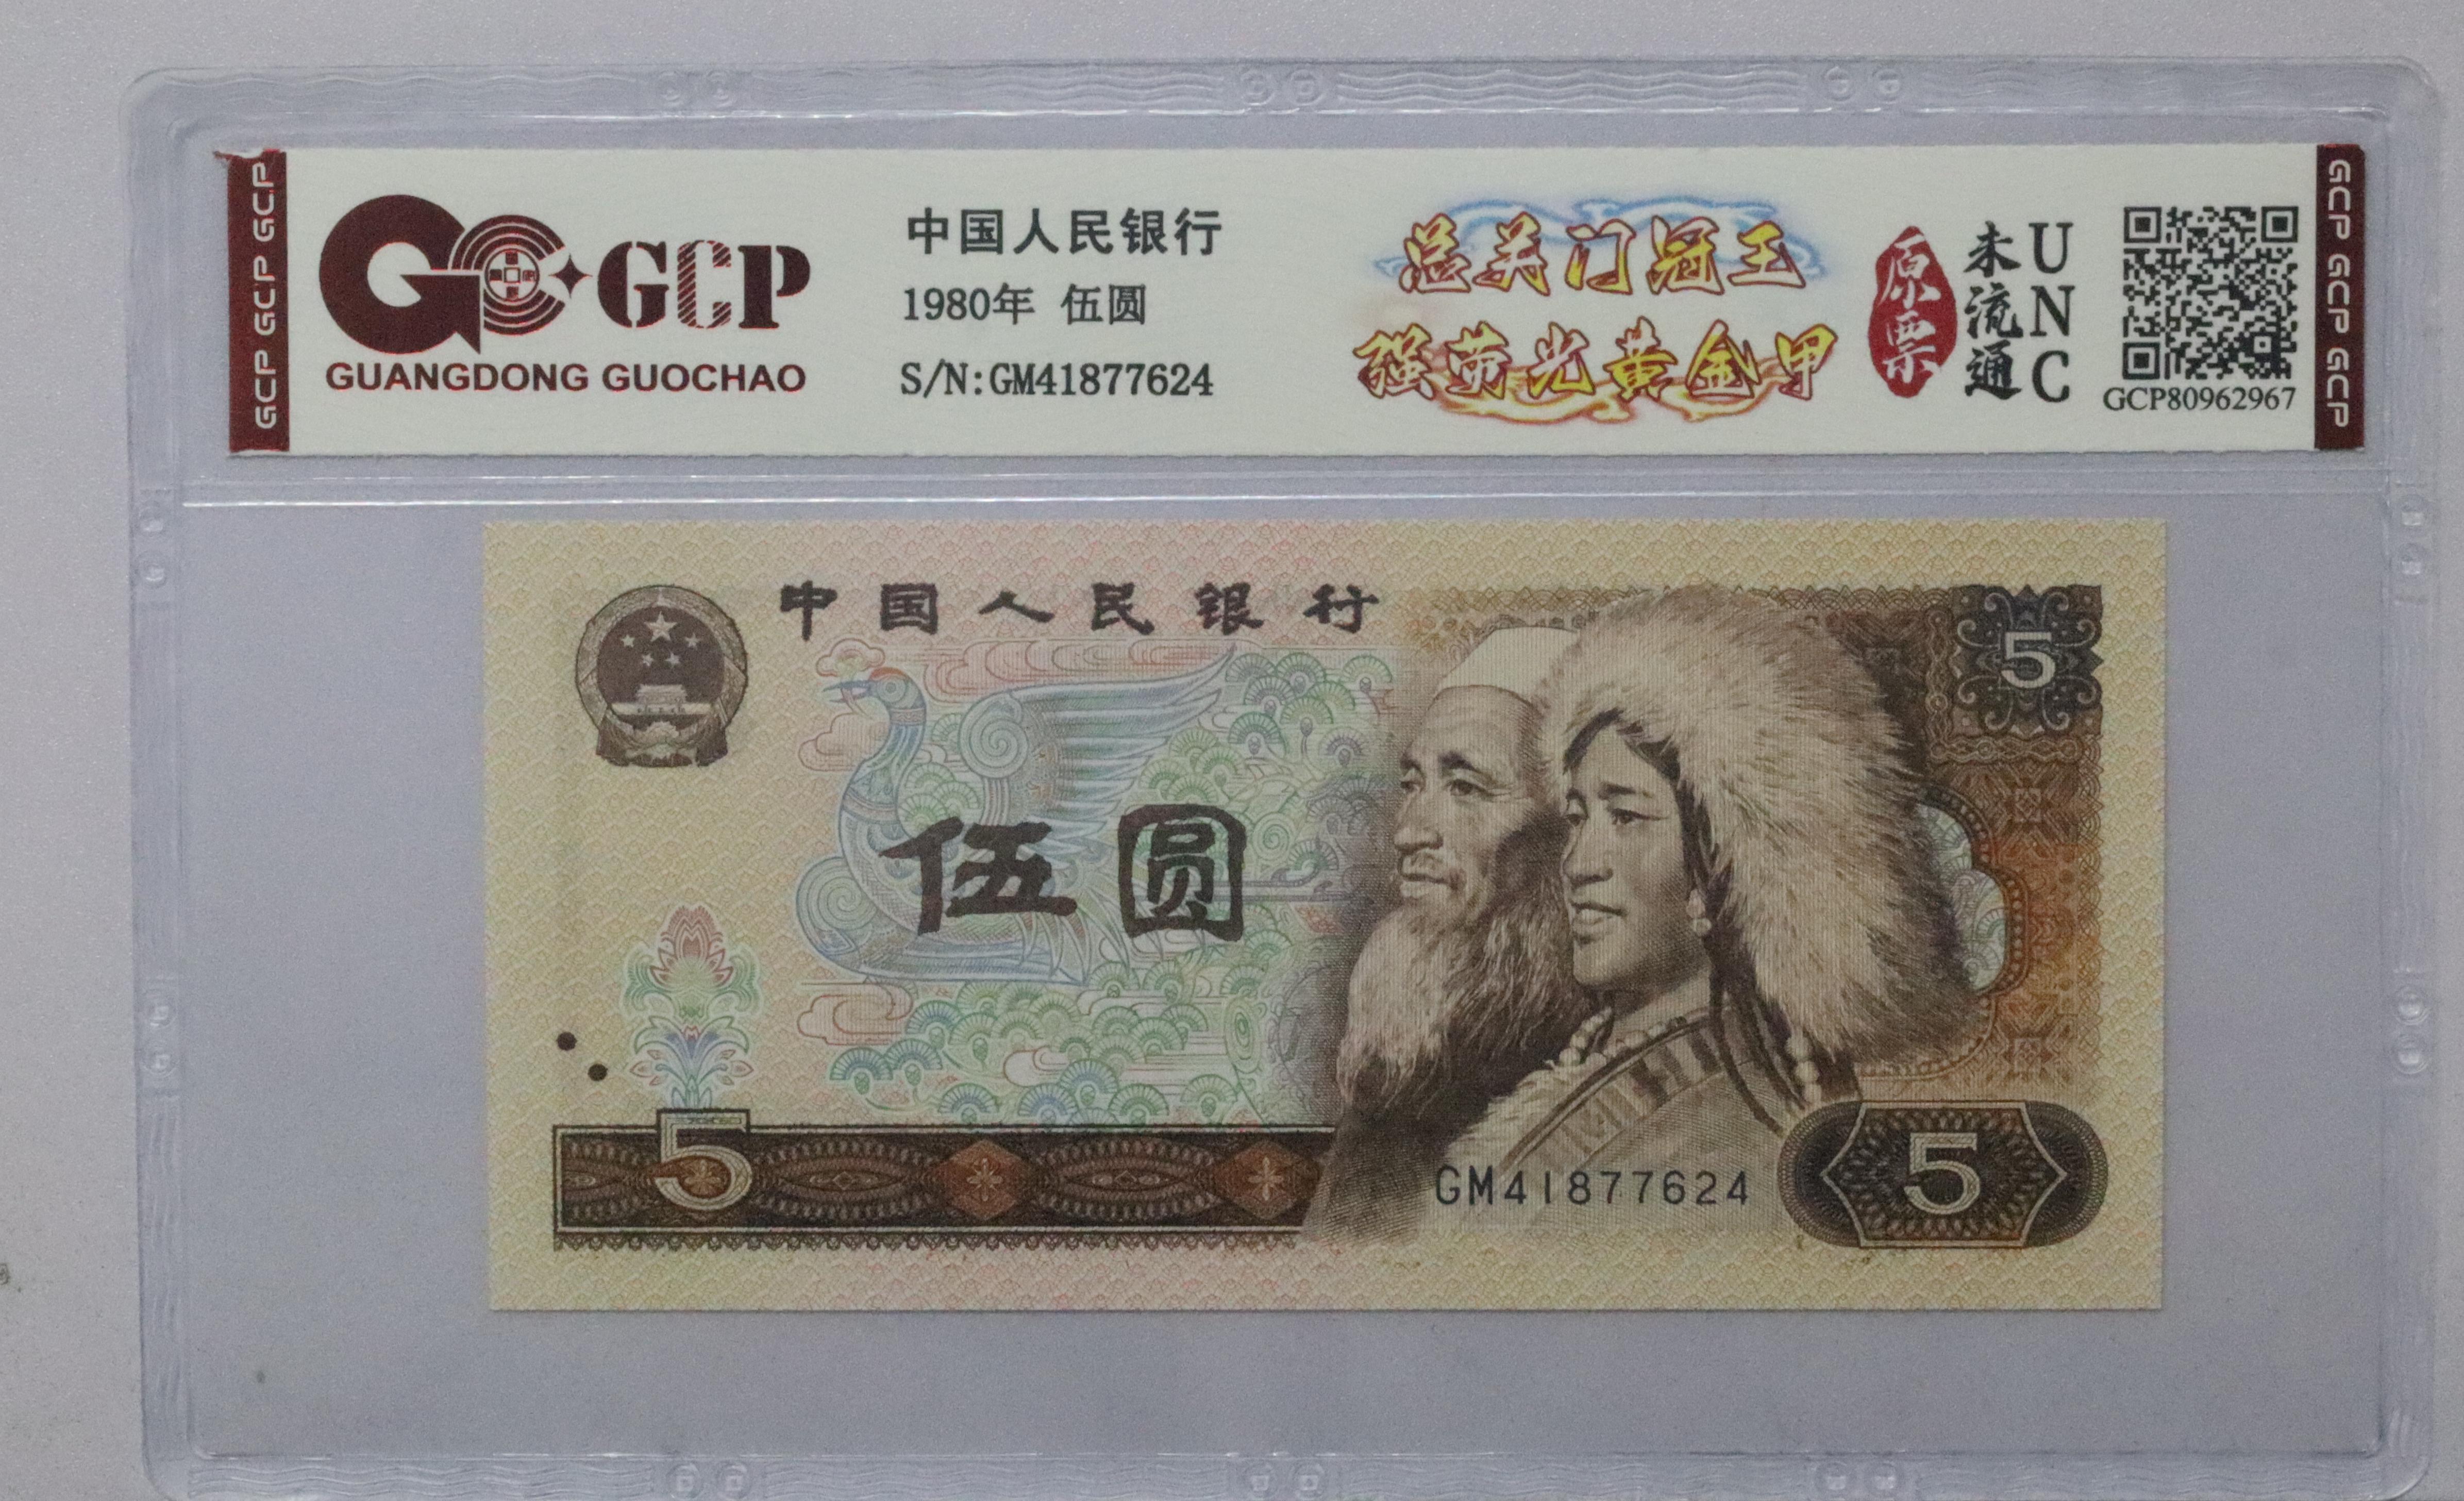 GCP GCP GCP
GCP
GUANGDONG GUOCHAO
中国人民银行
1980年 伍圆
S/N:GM41877624
总关门冠王
强荧光黄金甲
原票
未流通
UNC
GCP80962967
GCP GCP GCP
中国人民银行
5
伍圆
5
GM41877624
5